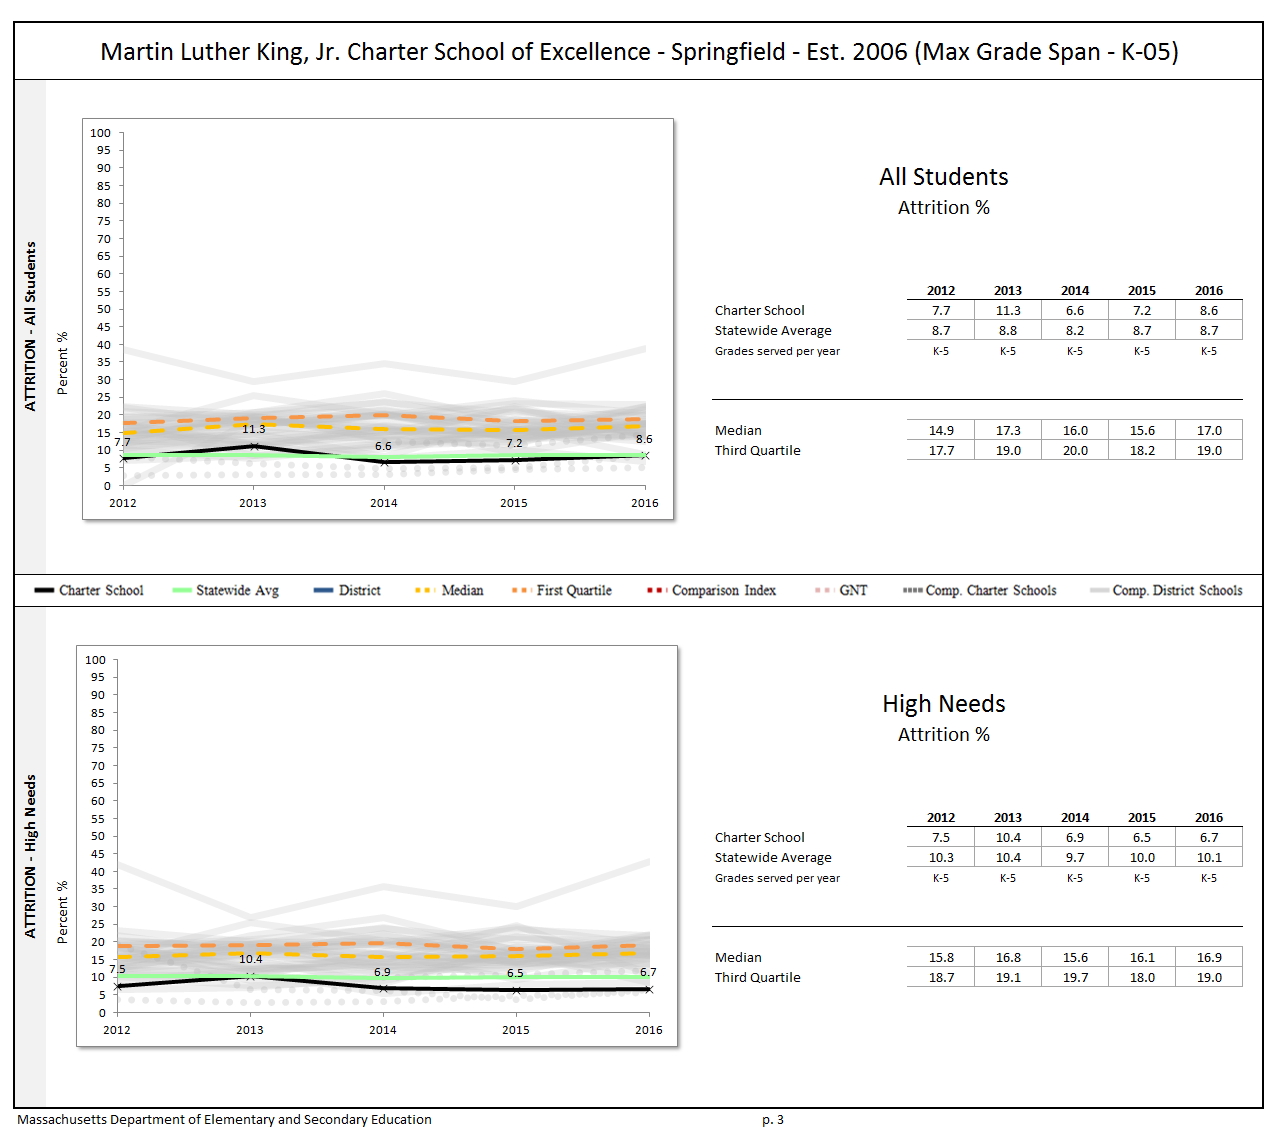 Martin Luther King, Jr. Charter School of Excellence - Springfield - Est. 2006 (Max Grade Span - K-05)
ATTRITION - All Students
Percent %
100
95
90
85
80
75
70
65
60
55
50
45
40
35
30
25
20
15
10
5
0
7.7
11.3
6.6
7.2
8.6
2012 2013 2014 2015 2016
All Students
Attrition %
2012 2013 2014 2015 2016
Charter School 7.7 11.3 6.6 7.2 8.6
Statewide Average 8.7 8.8 8.2 8.7 8.7
Grades served per year K-5 K-5 K-5 K-5 K-5
Median 14.9 17.3 16.0 15.6 17.0
Third Quartile 17.7 19.0 20.0 18.2 19.0
Charter School Statewide Avg District Median First Quartile Comparison Index GNT Comp. Charter Schools Comp. District Schools
ATTRITION - High Needs
Percent %
100
95
90
85
80
75
70
65
60
55
50
45
40
35
30
25
20
15
10
5
0
7.5
10.4
6.9
6.5
6.7
2012 2013 2014 2015 2016
High Needs
Attrition %
2012 2013 2014 2015 2016
Charter School 7.5 10.4 6.9 6.5 6.7
Statewide Average 10.3 10.4 9.7 10.0 10.1
Grades served per year K-5 K-5 K-5 K-5 K-5
Median 15.8 16.8 15.6 16.1 16.9
Third Quartile 18.7 19.1 19.7 18.0 19.0
Massachusetts Department of Elementary and Secondary Education p. 3